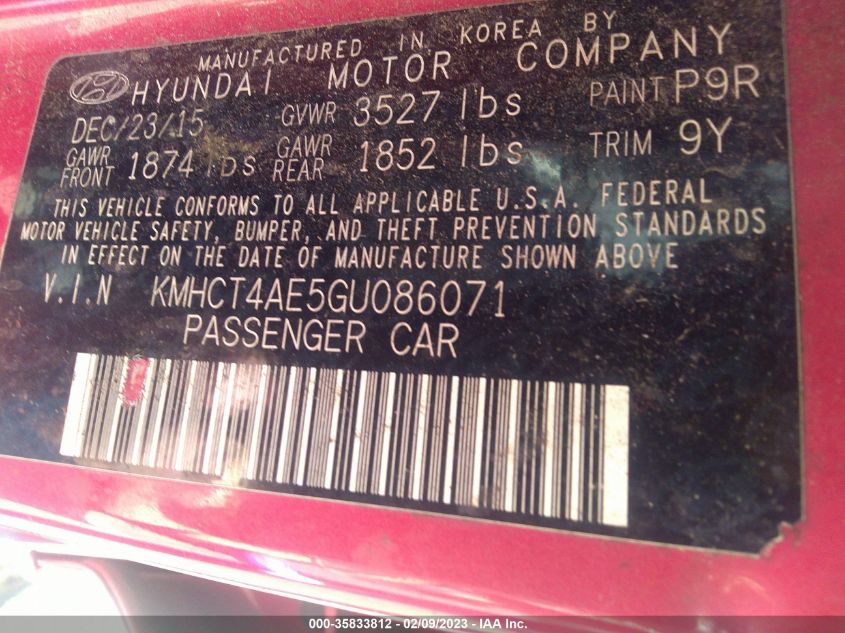 MANUFACTURED IN KOREA BY
HYUNDAI MOTOR COMPANY
DEC/23/15 GVWR 3527 lbs PAINT P9R
GAWR FRONT 1874 lbs GAWR REAR 1852 lbs TRIM 9Y
THIS VEHICLE CONFORMS TO ALL APPLICABLE U.S.A. FEDERAL
MOTOR VEHICLE SAFETY, BUMPER, AND THEFT PREVENTION STANDARDS
IN EFFECT ON THE DATE OF MANUFACTURE SHOWN ABOVE
V.I.N KMHCT4AE5GU086071
PASSENGER CAR
000-35833812 - 02/09/2023 - IAA Inc.